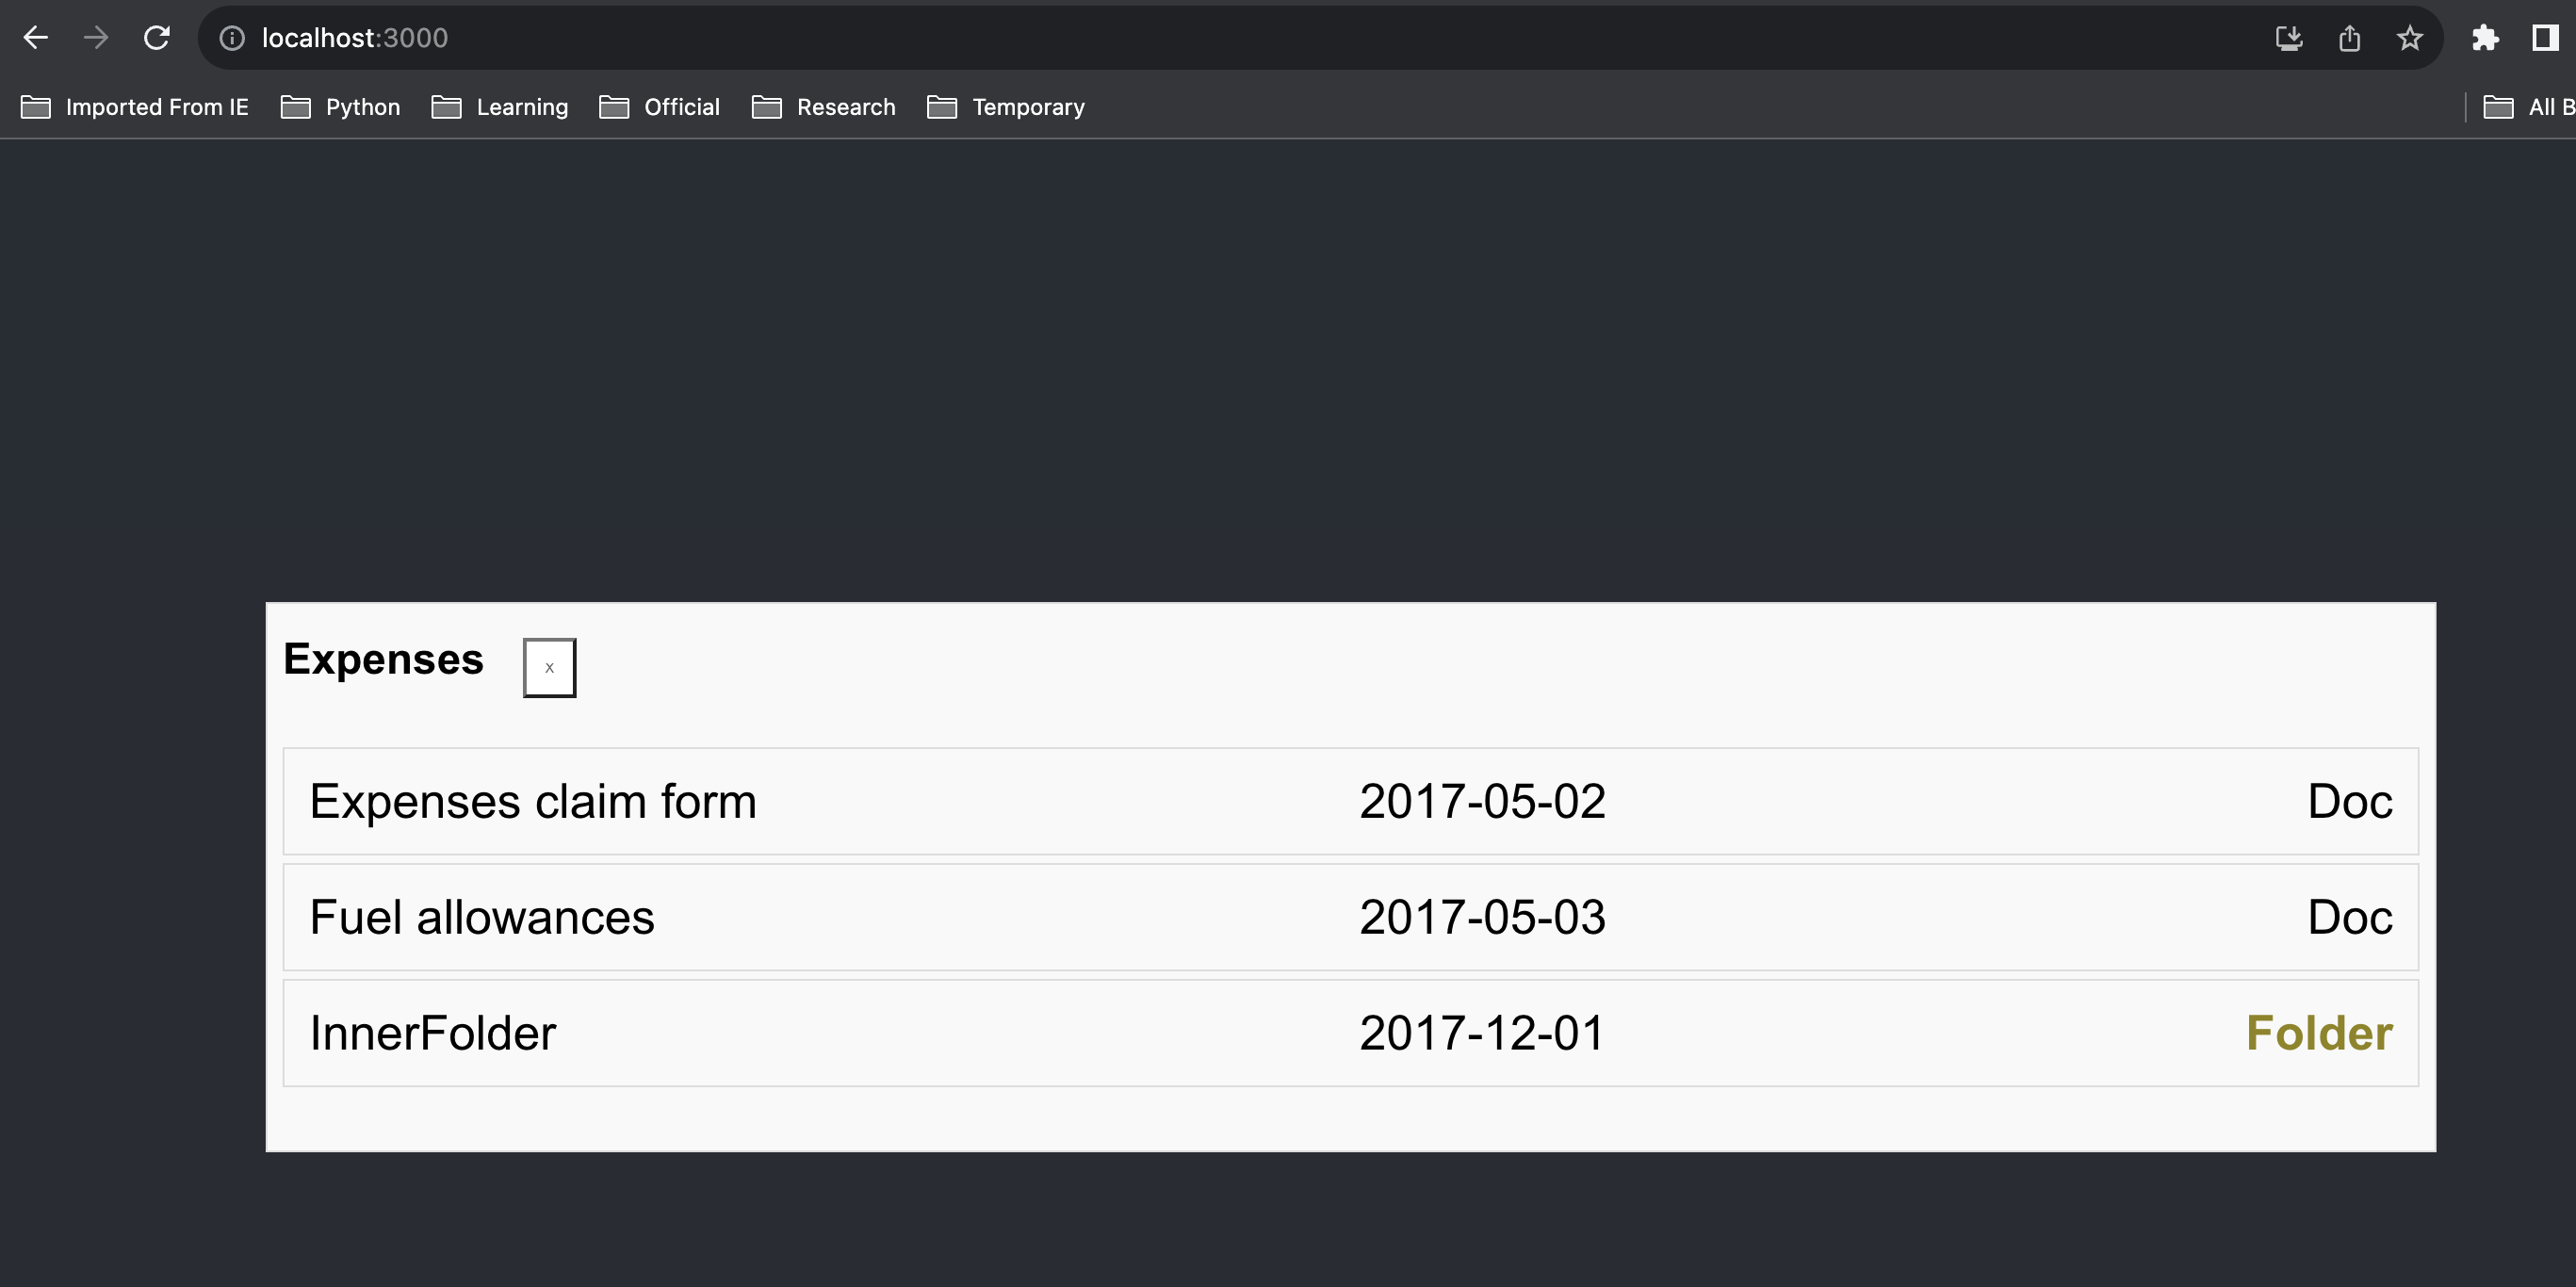 localhost:3000
Imported From IE Python Learning Official Research Temporary All B
Expenses x
Expenses claim form 2017-05-02 Doc
Fuel allowances 2017-05-03 Doc
InnerFolder 2017-12-01 Folder